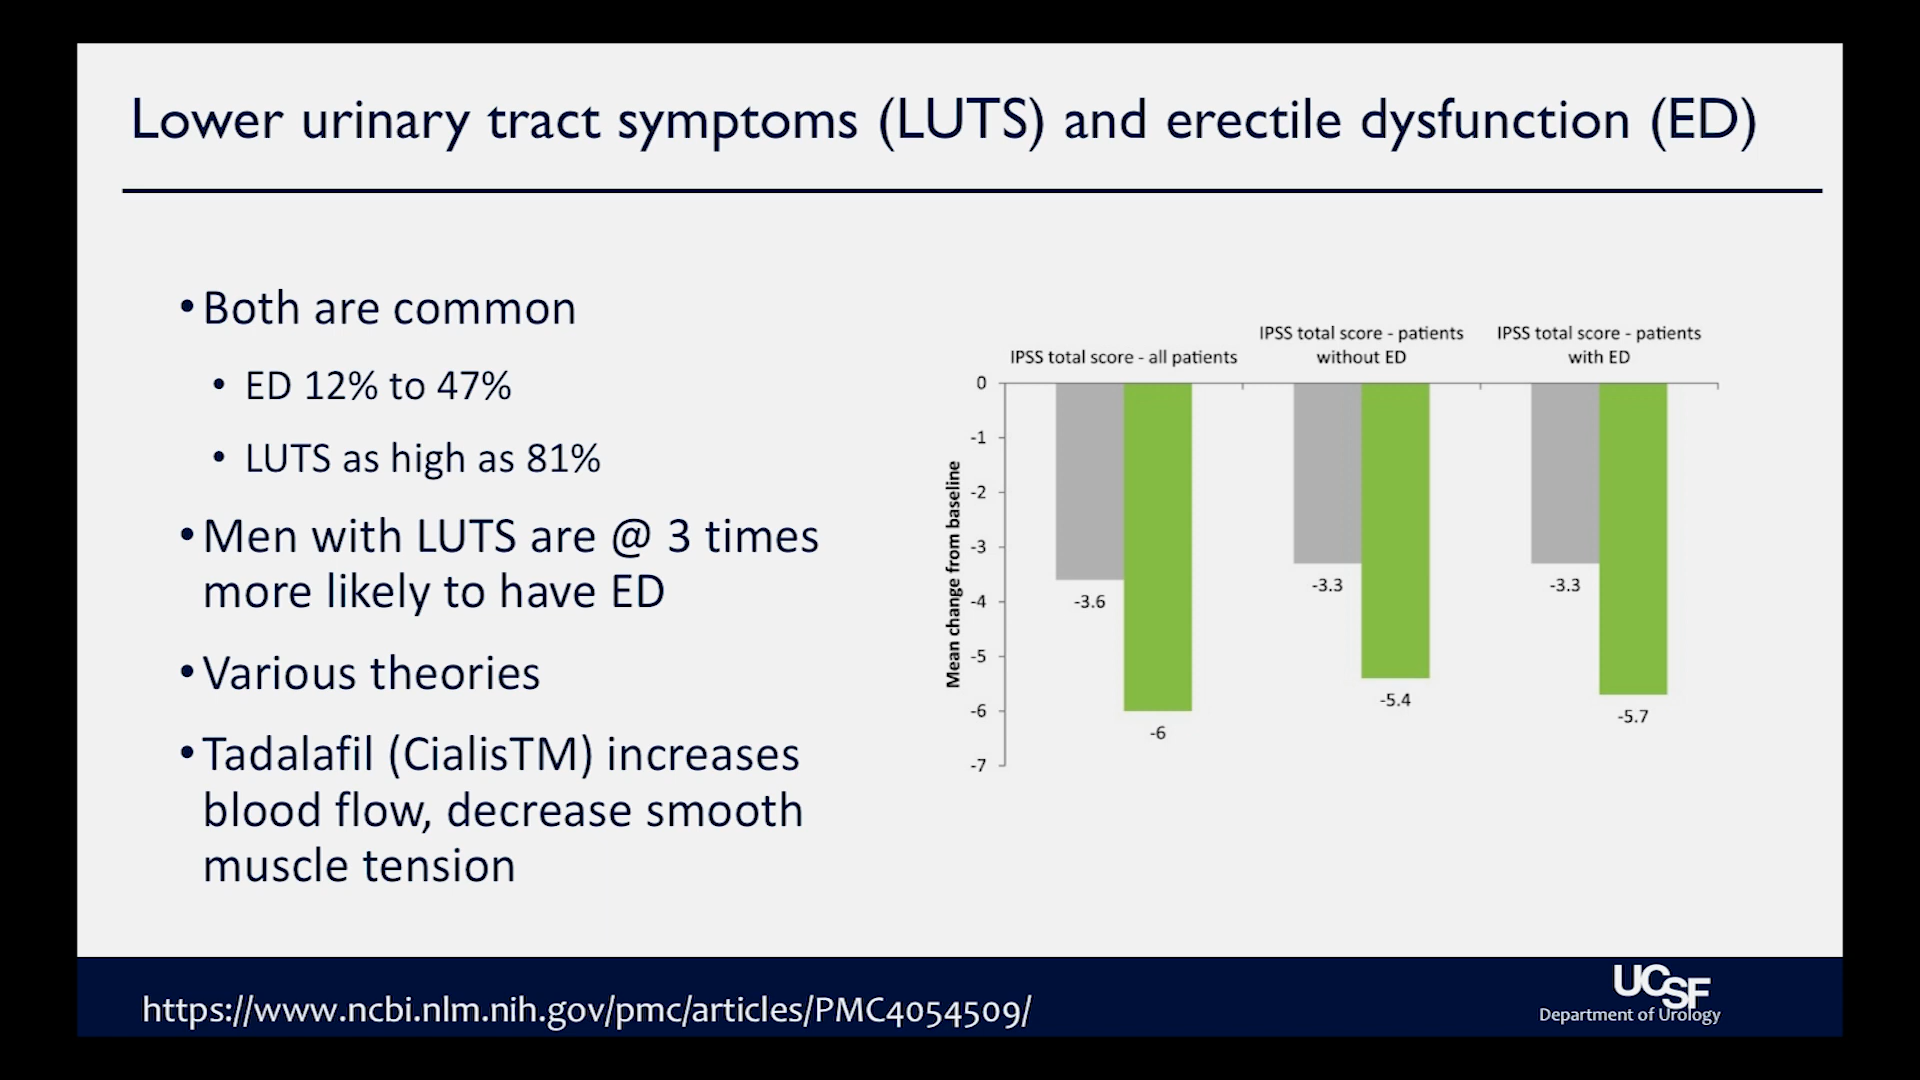 Lower urinary tract symptoms (LUTS) and erectile dysfunction (ED)
•Both are common
• ED 12% to 47%
• LUTS as high as 81%
•Men with LUTS are @ 3 times
more likely to have ED
•Various theories
•Tadalafil (CialisTM) increases
blood flow, decrease smooth
muscle tension
IPSS total score - all patients
IPSS total score - patients
without ED
IPSS total score - patients
with ED
Mean change from baseline
0
-1
-2
-3
-4
-5
-6
-7
-3.6
-6
-3.3
-5.4
-3.3
-5.7
https://www.ncbi.nlm.nih.gov/pmc/articles/PMC4054509/
UCSF
Department of Urology